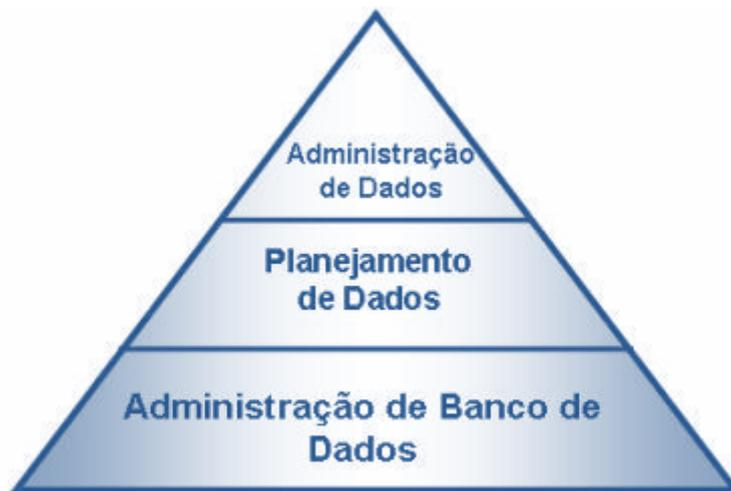 Administração
de Dados
Planejamento
de Dados
Administração de Banco de
Dados